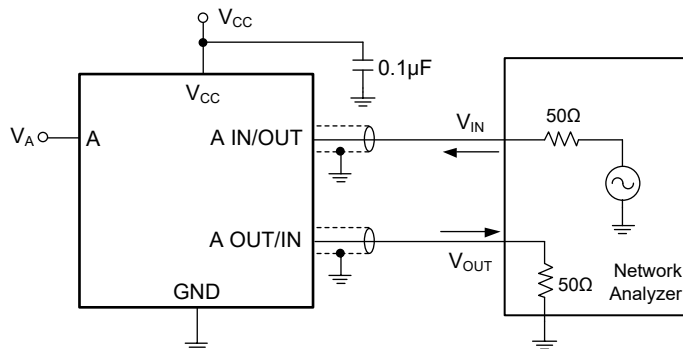 V_CC
0.1µF
V_CC
50Ω
V_IN
V_A
A
A IN/OUT
A OUT/IN
V_OUT
50Ω
Network
Analyzer
GND